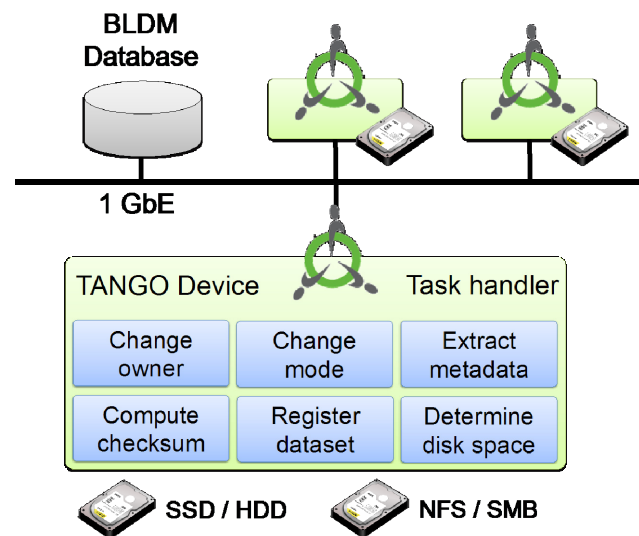 BLDM
Database
1 GbE
TANGO Device
Task handler
Change
owner
Change
mode
Extract
metadata
Compute
checksum
Register
dataset
Determine
disk space
SSD / HDD
NFS / SMB